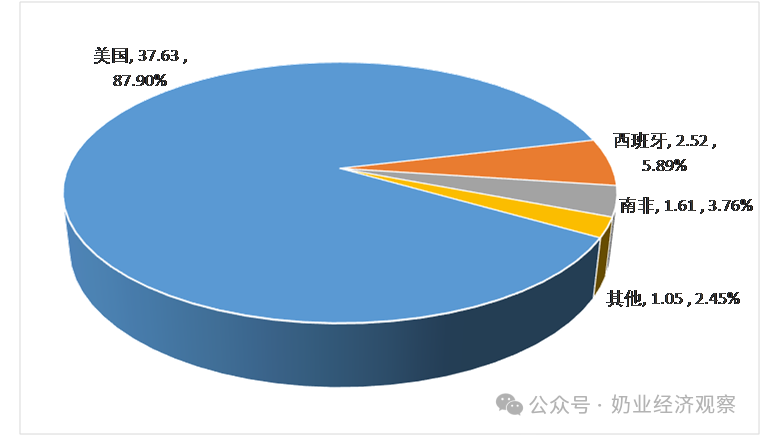 美国, 37.63 ,
87.90%
西班牙, 2.52 ,
5.89%
南非, 1.61 , 3.76%
其他, 1.05 , 2.45%
公众号 · 奶业经济观察